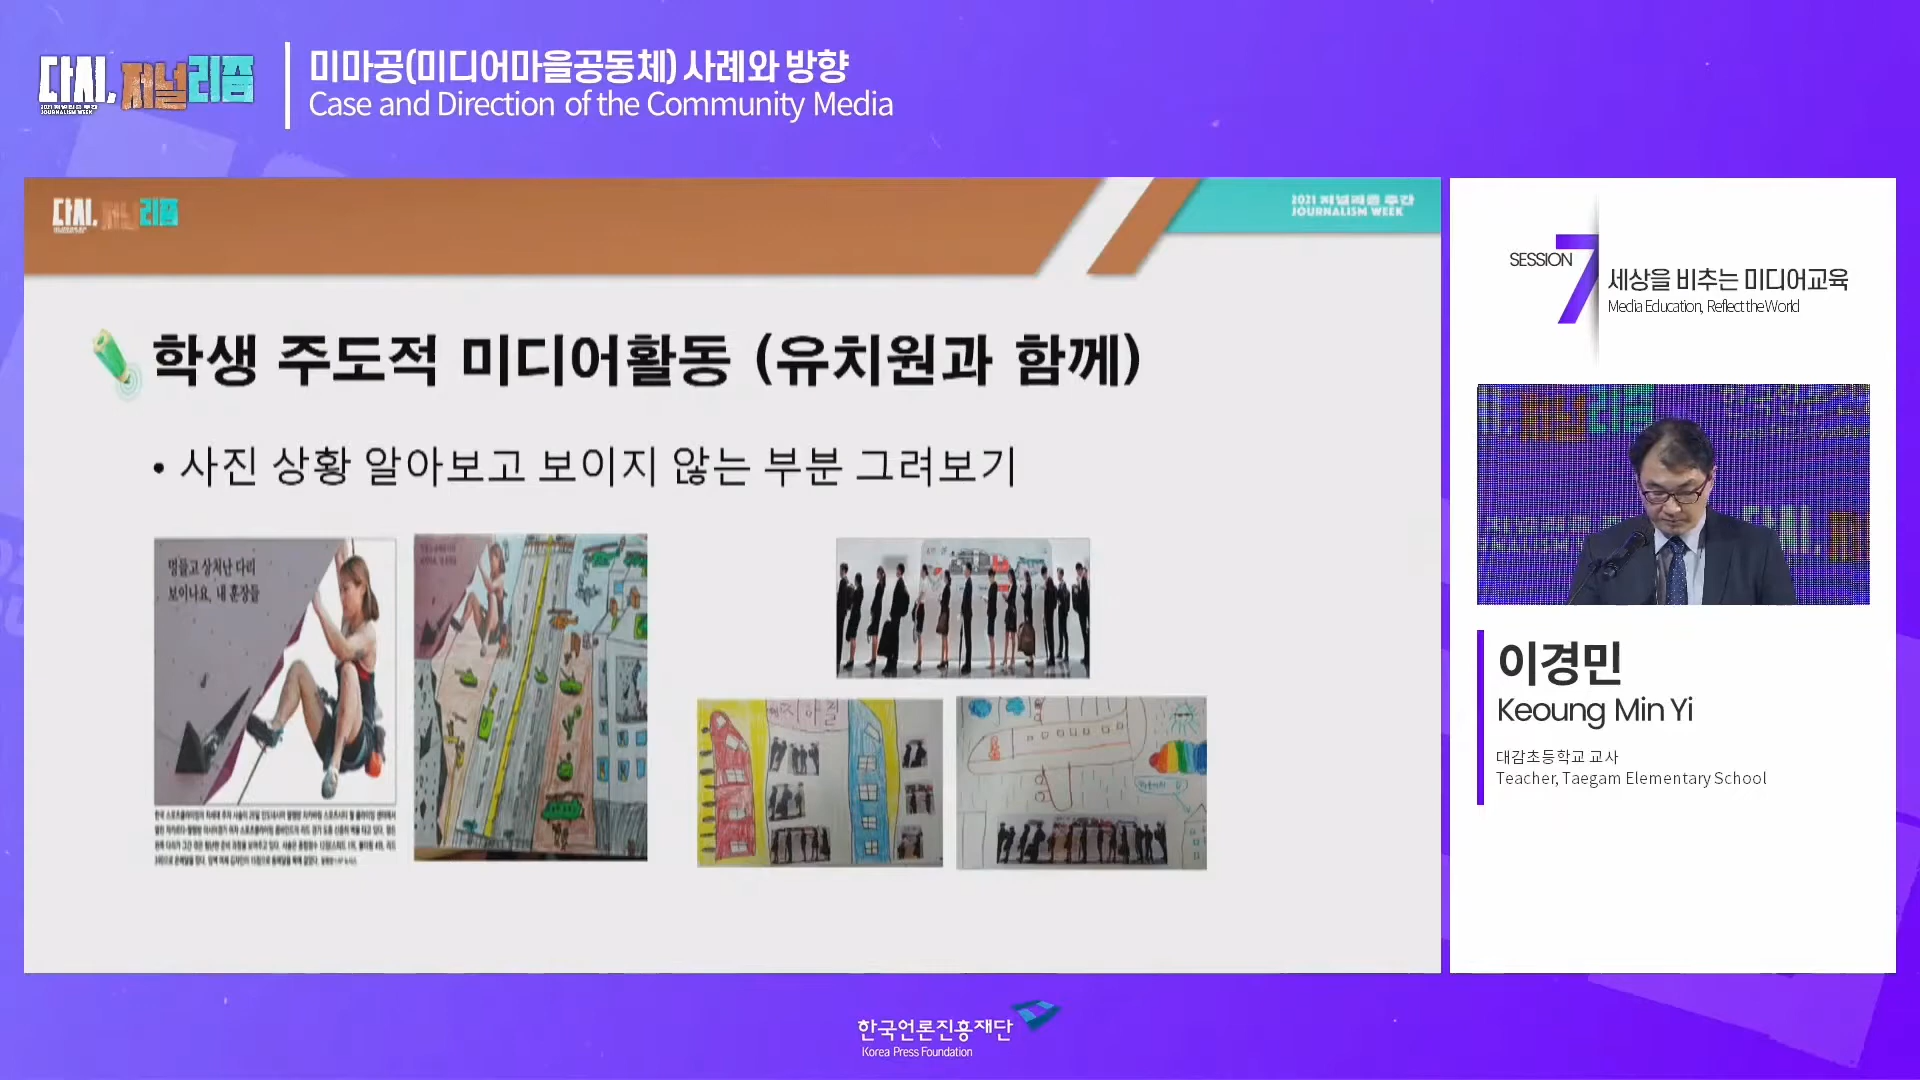 다시, 저널리즘
JOURNALISM WEEK
미마공(미디어마을공동체) 사례와 방향
Case and Direction of the Community Media
다시, 저널리즘
2021 저널리즘 주간
JOURNALISM WEEK
학생 주도적 미디어활동 (유치원과 함께)
• 사진 상황 알아보고 보이지 않는 부분 그려보기
멍들고 상처난 다리
보이나요, 내 훈장들
SESSION 7
세상을 비추는 미디어교육
Media Education, Reflect the World
이경민
Keoung Min Yi
대감초등학교 교사
Teacher, Taegam Elementary School
한국언론진흥재단
Korea Press Foundation